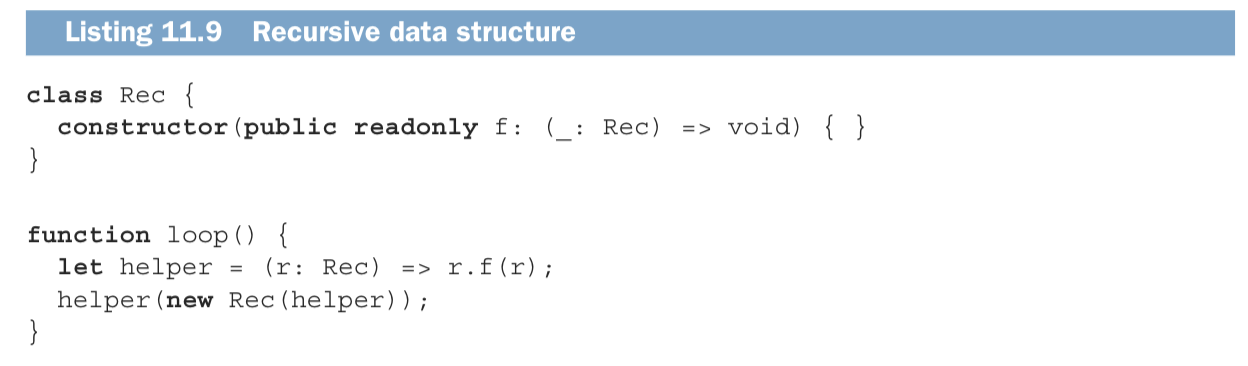 Listing 11.9 Recursive data structure
class Rec {
constructor(public readonly f: (_: Rec) => void) { }
}
function loop() {
let helper = (r: Rec) => r.f(r);
helper(new Rec(helper));
}